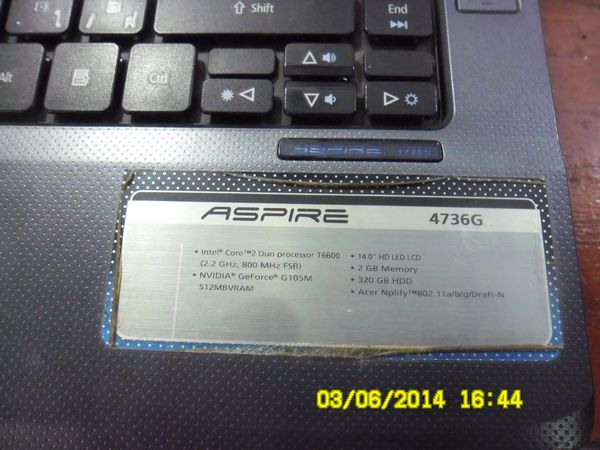 ⇧ Shift
End
Alt
Ctrl
ASPIRE 4736G
ASPIRE 4736G
• Intel® Core™2 Duo processor T6600
(2.2 GHz, 800 MHz FSB)
• NVIDIA® GeForce® G105M
512MBVRAM
• 14.0" HD LED LCD
• 2 GB Memory
• 320 GB HDD
• Acer Nplify™802.11a/b/g/Draft-N
03/06/2014 16:44